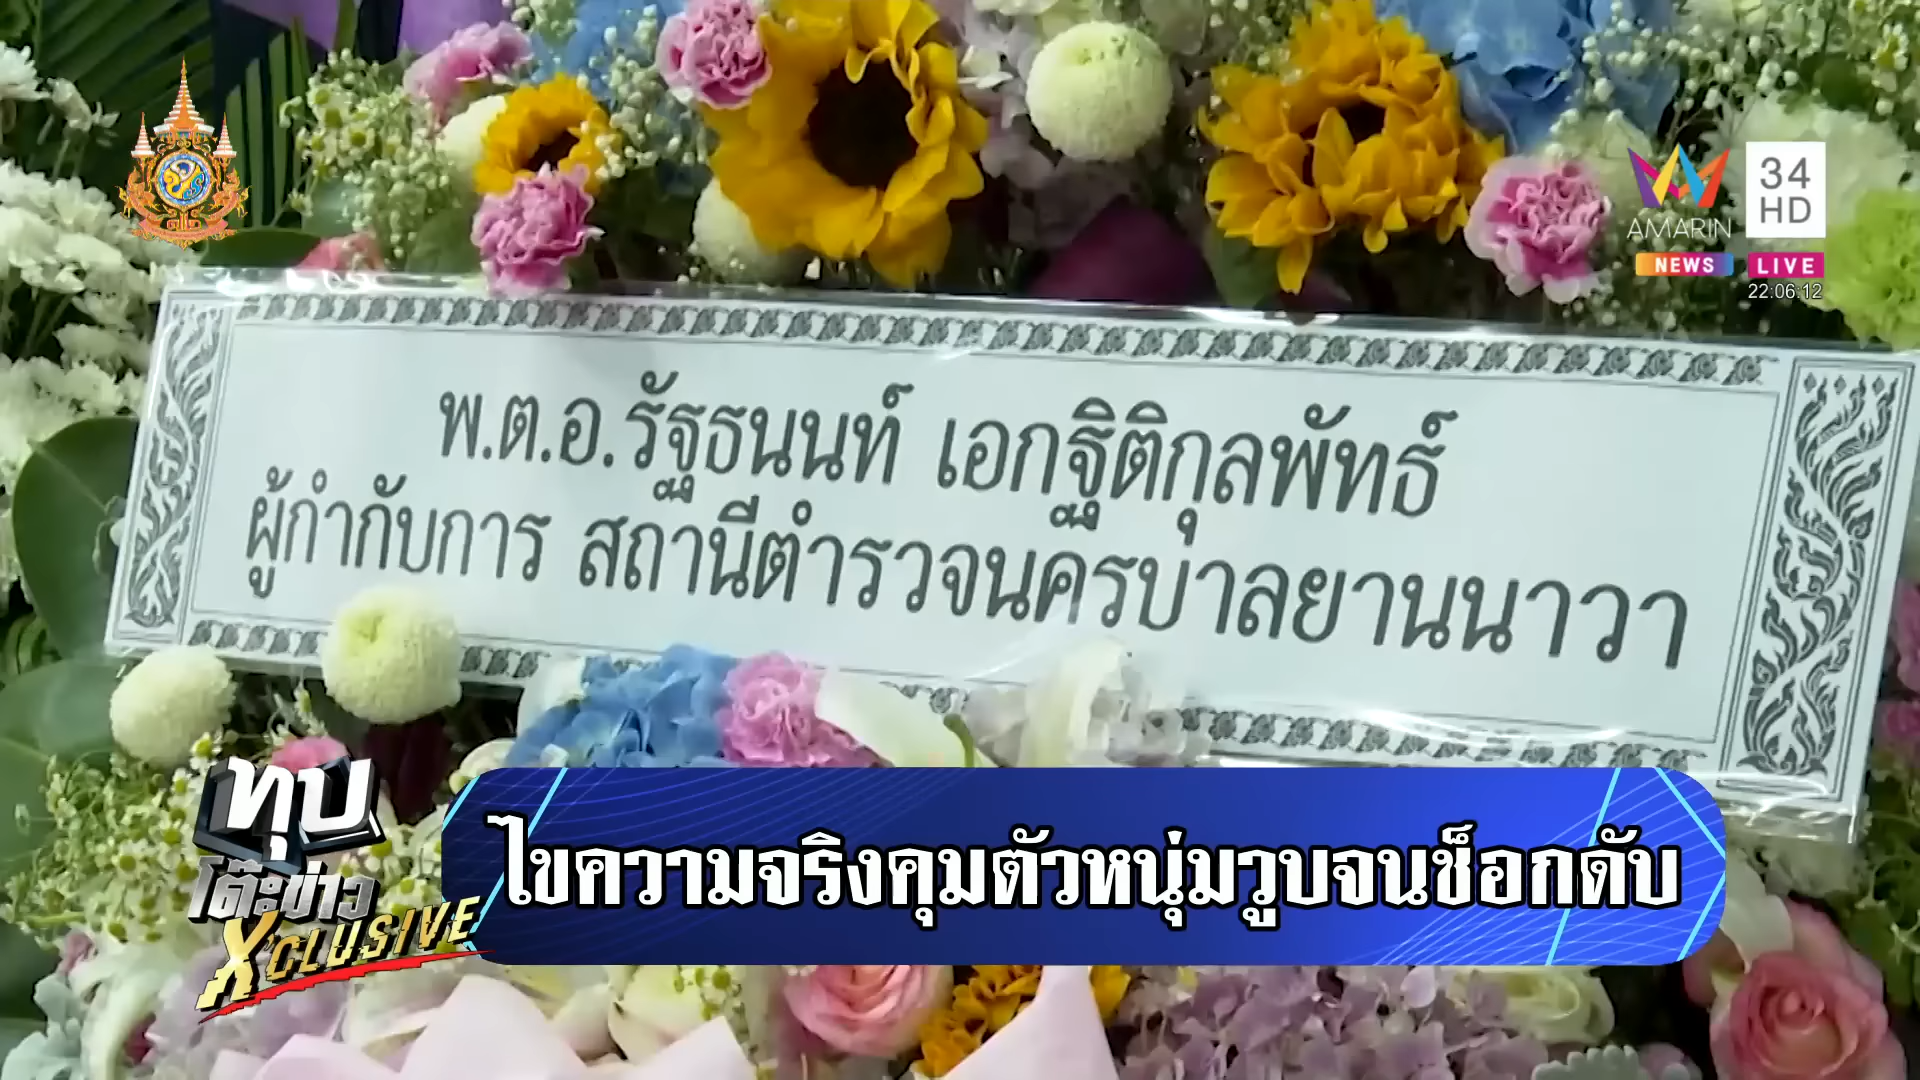 AMARIN
34
HD
NEWS
LIVE
22:06:12
พ.ต.อ.รัฐธนนท์ เอกฐิติกุลพัทธ์
ผู้กำกับการ สถานีตำรวจนครบาลยานนาวา
ทุบ
โต๊ะข่าว
X'CLUSIVE
ไขความจริงคุมตัวหนุ่มวูบจนช็อกดับ